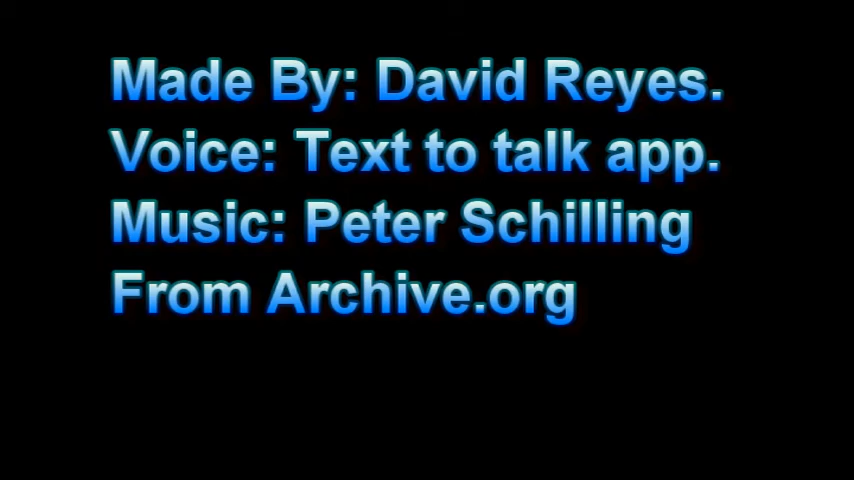 Made By: David Reyes.
Voice: Text to talk app.
Music: Peter Schilling
From Archive.org